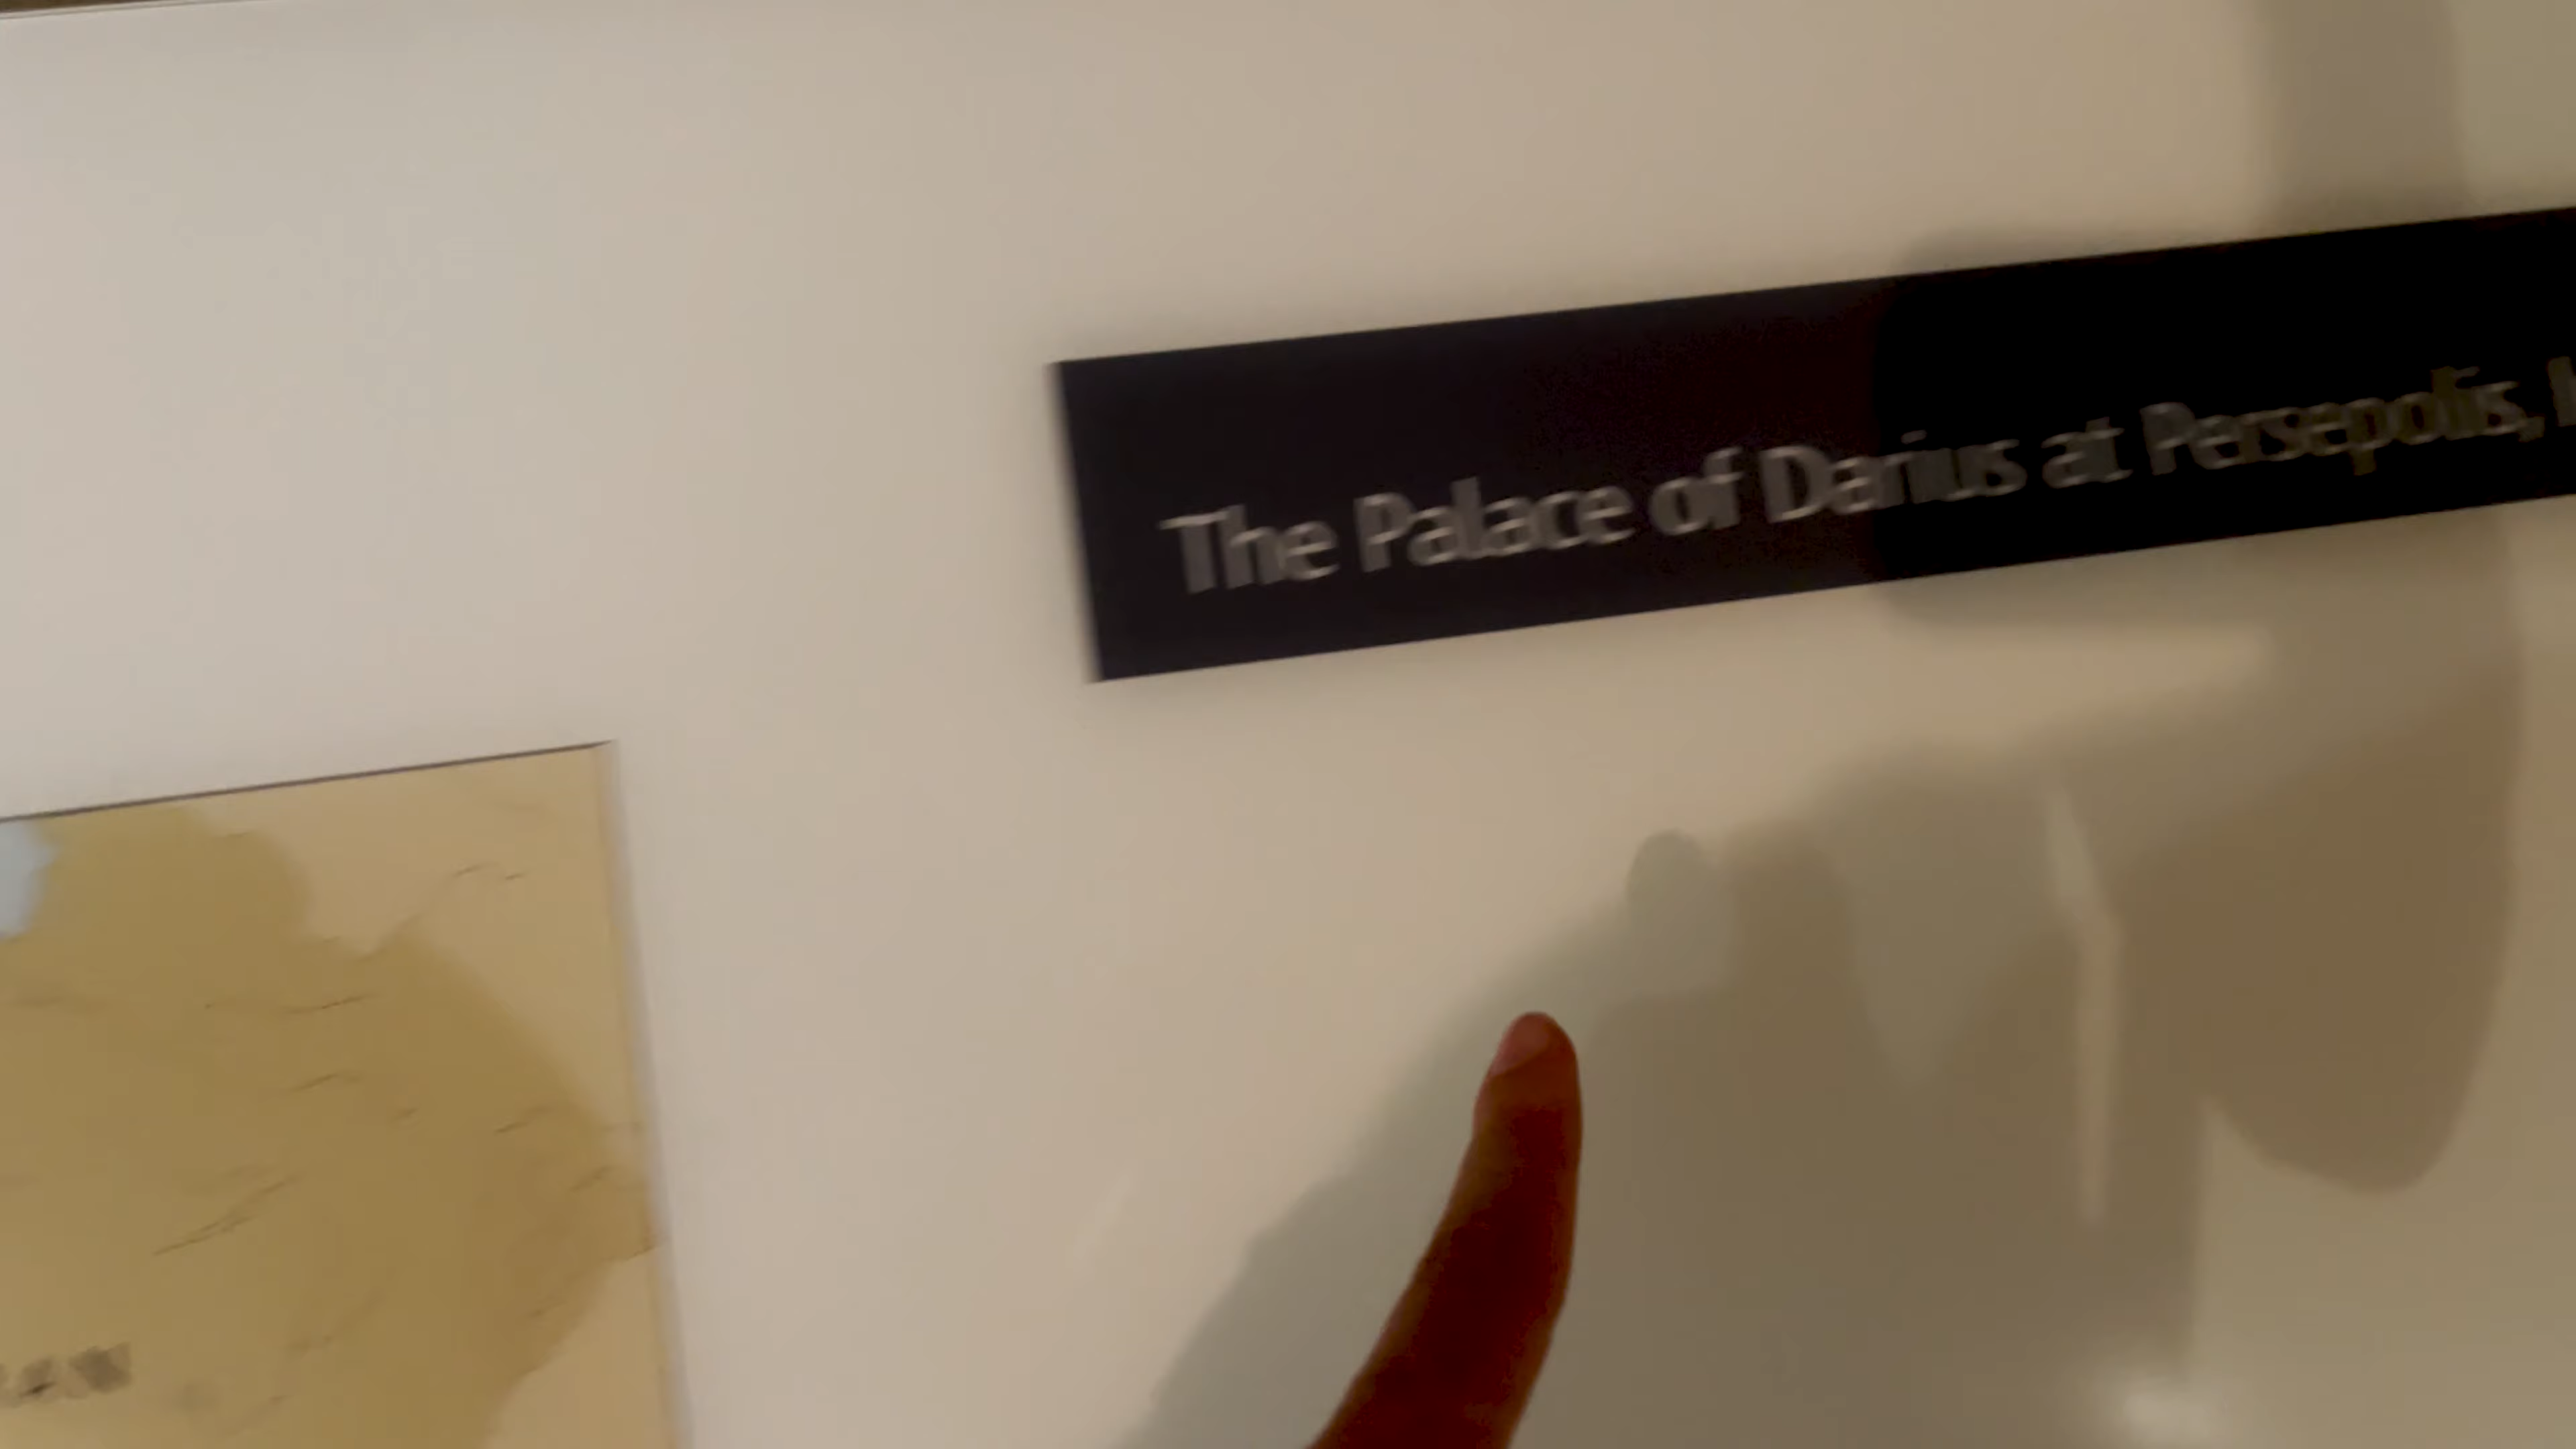 The Palace of Darius at Persepolis,